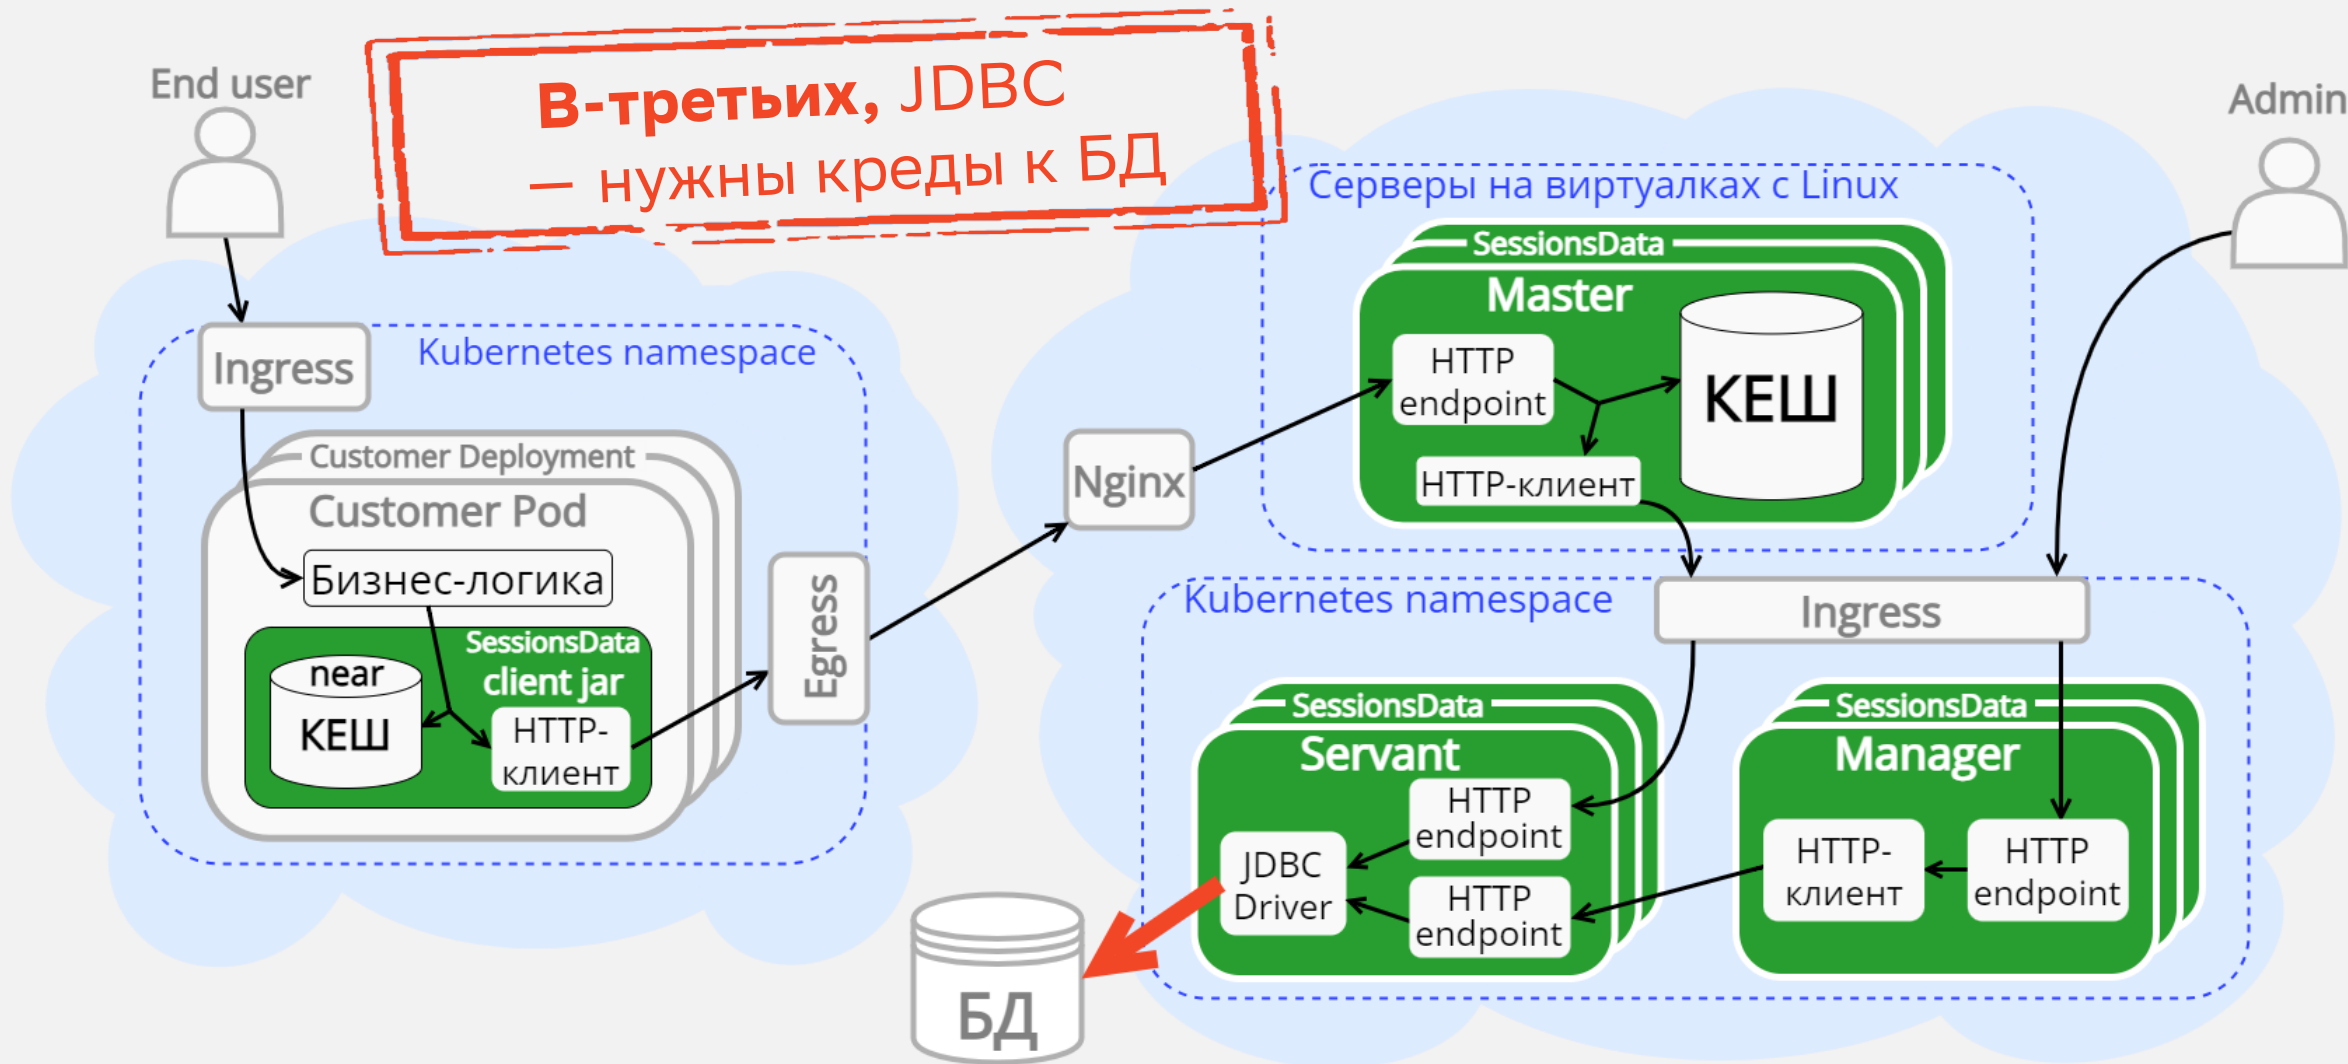 В-третьих, JDBC
— нужны креды к БД
End user
Admin
Ingress
Kubernetes namespace
Customer Deployment
Customer Pod
Бизнес-логика
SessionsData
client jar
near
КЕШ
HTTP-
клиент
Egress
Nginx
Серверы на виртуалках с Linux
SessionsData
Master
HTTP
endpoint
КЕШ
HTTP-клиент
Kubernetes namespace
Ingress
SessionsData
Servant
HTTP
endpoint
JDBC
Driver
HTTP
endpoint
SessionsData
Manager
HTTP-
клиент
HTTP
endpoint
БД